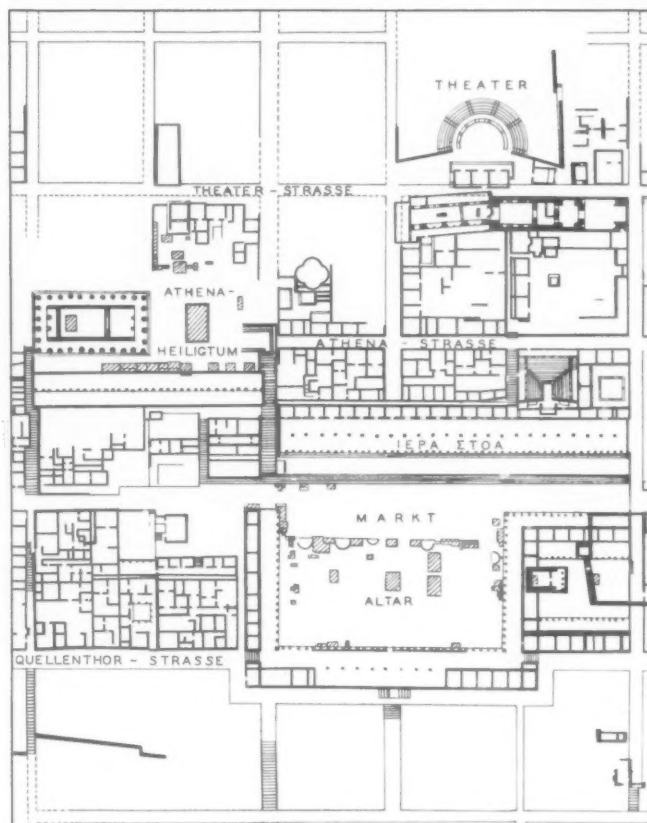 THEATER
THEATER-STRASSE
ATHENA-
HEILIGTUM
ATHENA-STRASSE
ΙΕΡΑ ΣΤΟΑ
MARKT
ALTAR
QUELLENTHOR-STRASSE